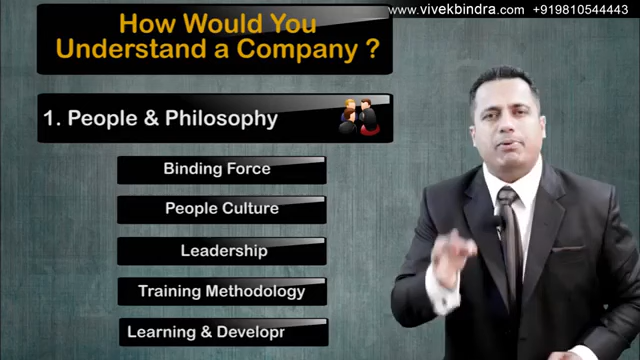 www.vivekbindra.com +919810544443
How Would You
Understand a Company ?
1. People & Philosophy
Binding Force
People Culture
Leadership
Training Methodology
Learning & Developr